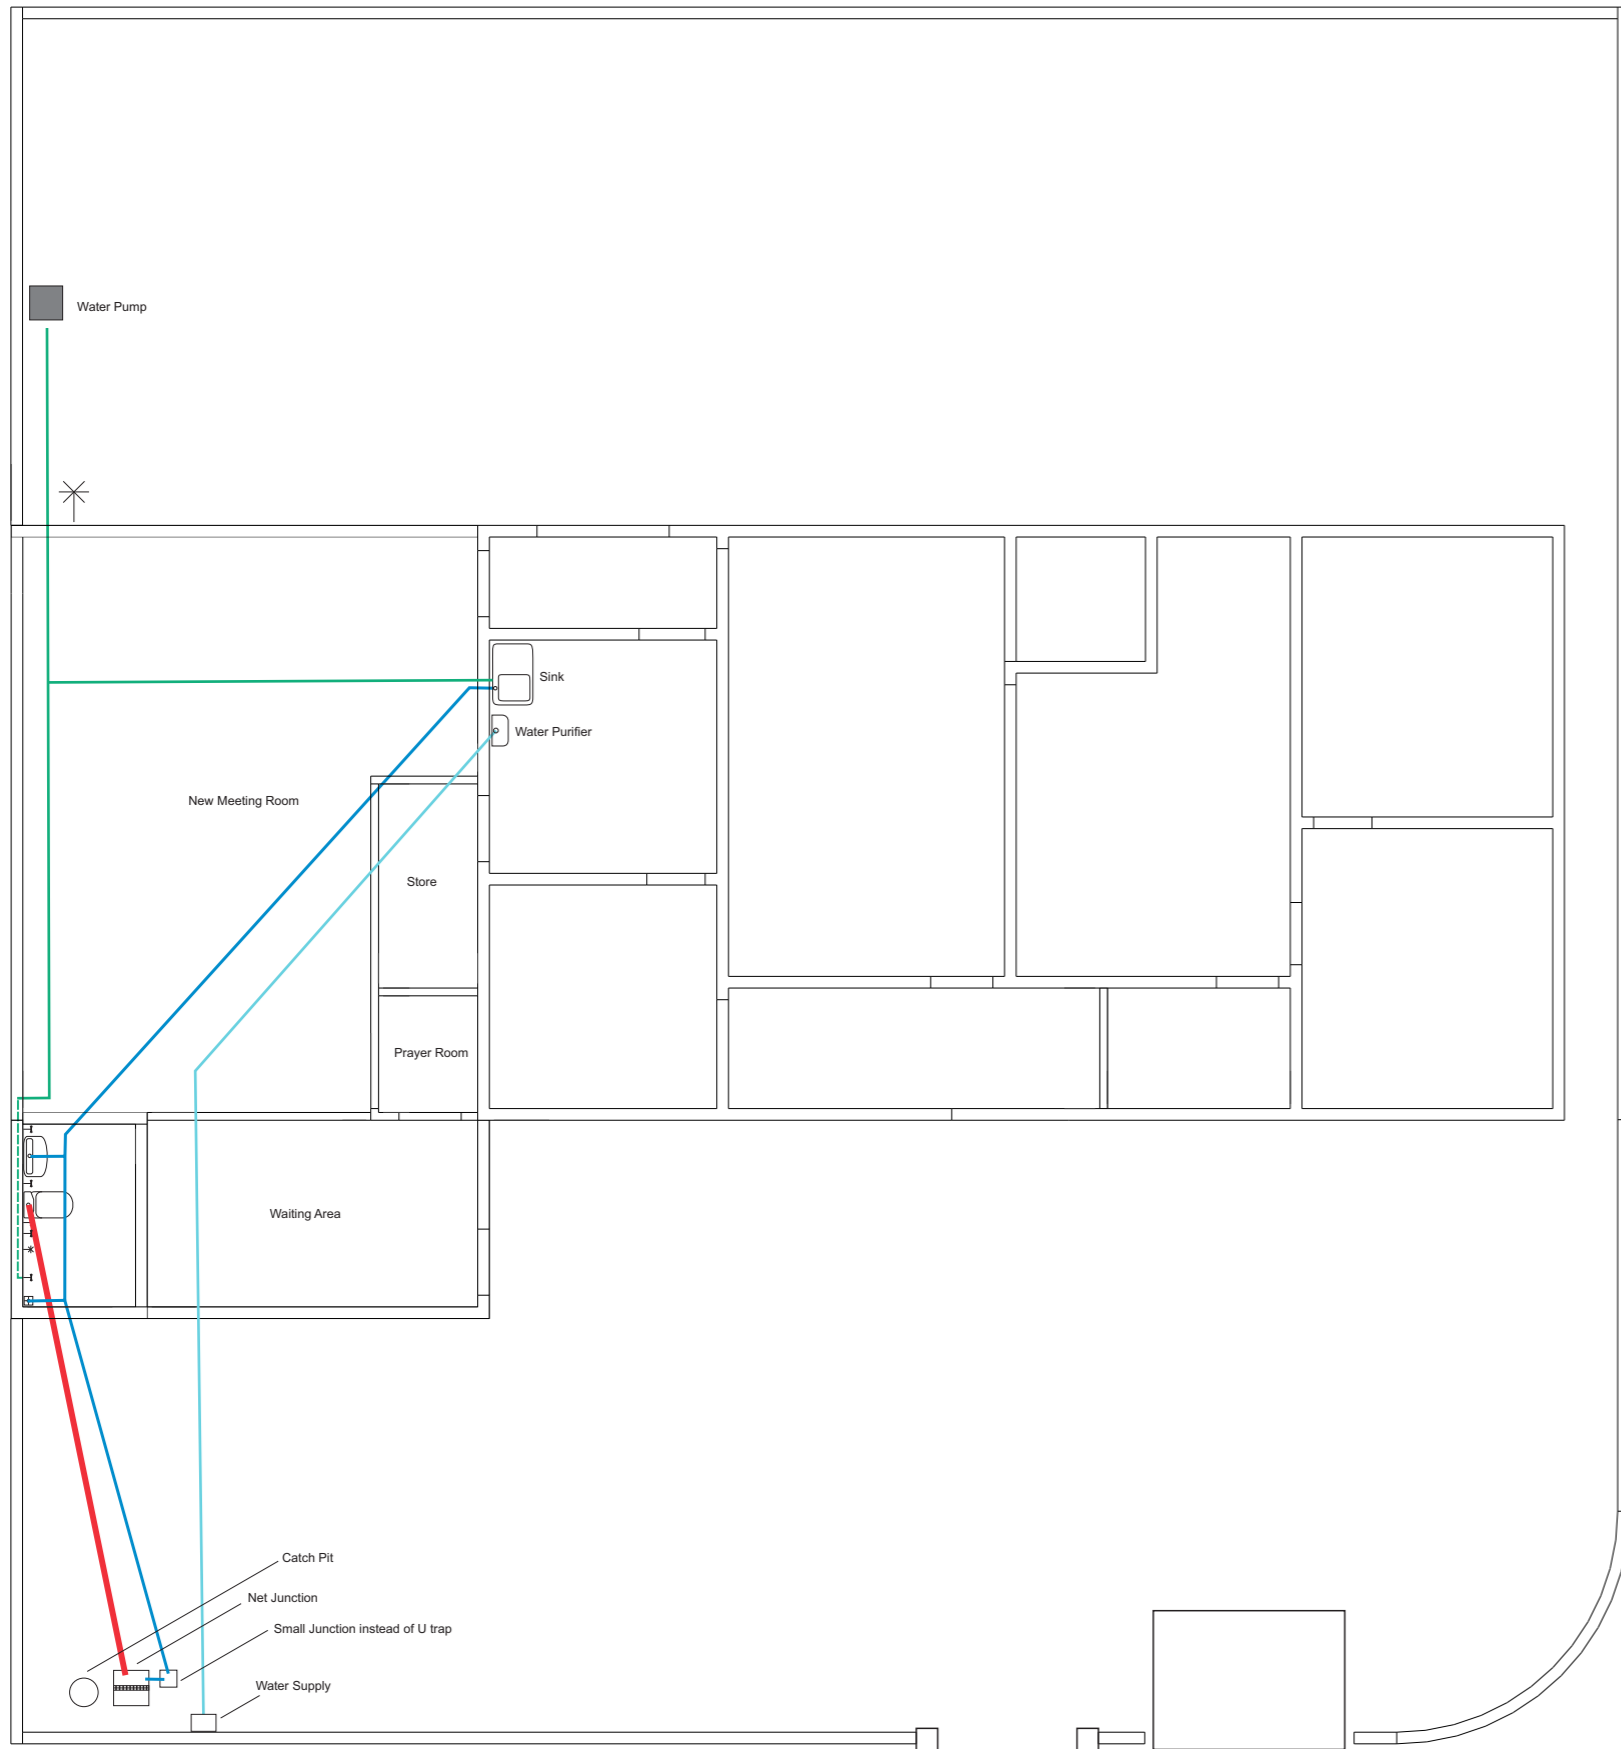 Water Pump
Sink
Water Purifier
New Meeting Room
Store
Prayer Room
Waiting Area
Catch Pit
Net Junction
Small Junction instead of U trap
Water Supply